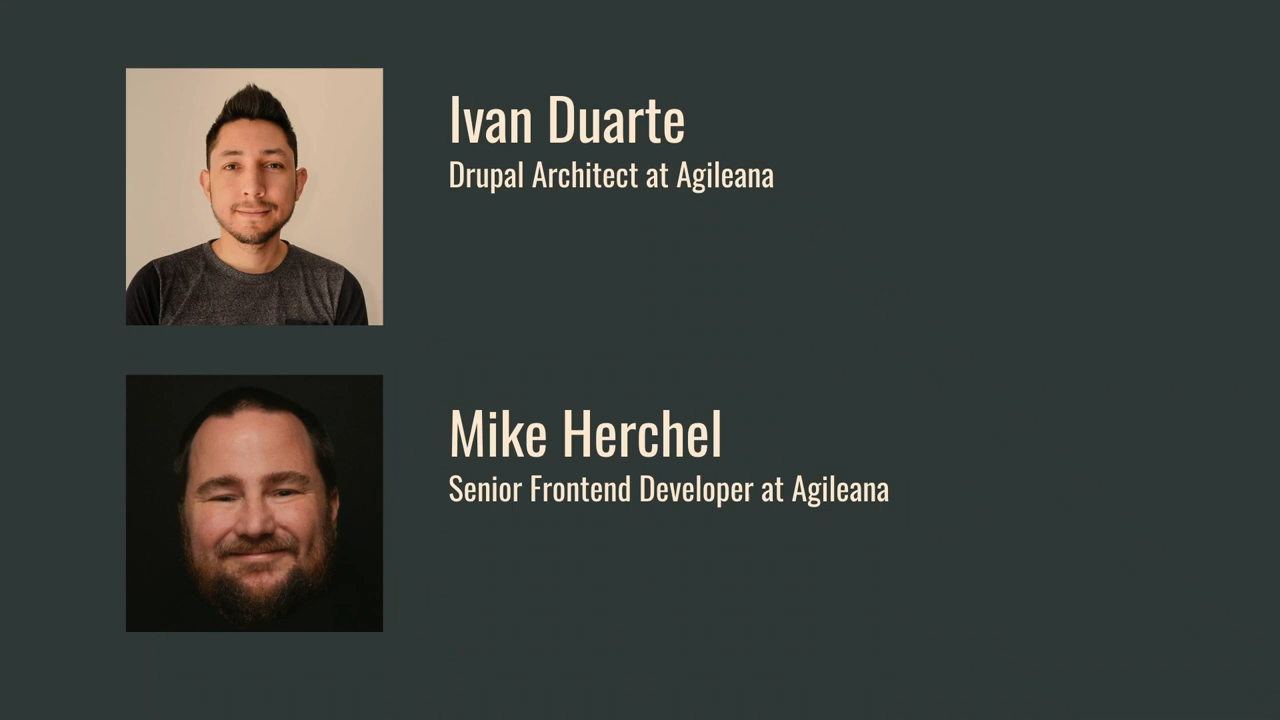 Ivan Duarte
Drupal Architect at Agileana
Mike Herchel
Senior Frontend Developer at Agileana